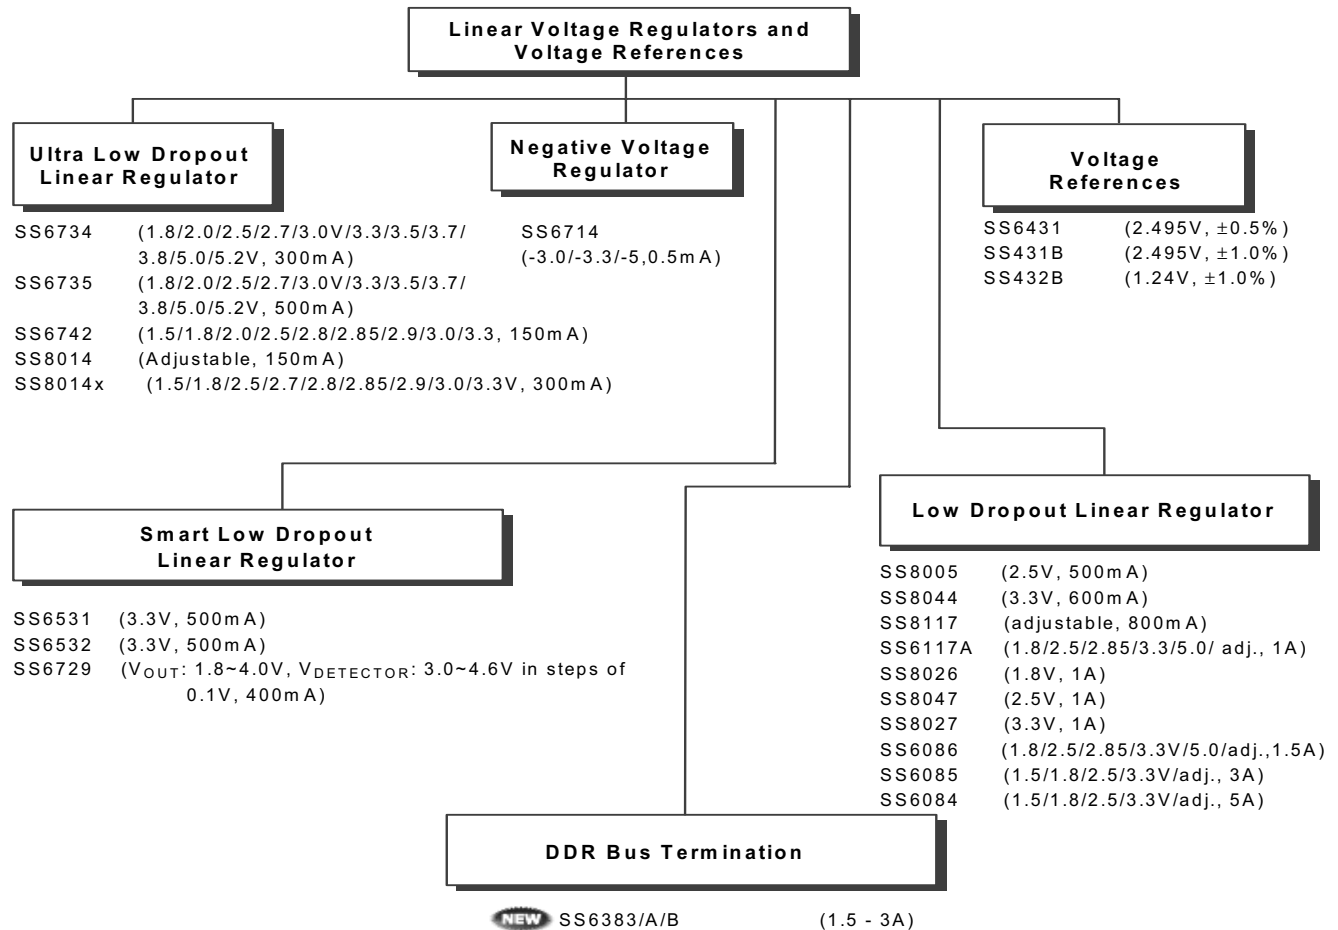 Linear Voltage Regulators and
Voltage References
Ultra Low Dropout
Linear Regulator
SS6734 (1.8/2.0/2.5/2.7/3.0V/3.3/3.5/3.7/
3.8/5.0/5.2V, 300mA)
SS6735 (1.8/2.0/2.5/2.7/3.0V/3.3/3.5/3.7/
3.8/5.0/5.2V, 500mA)
SS6742 (1.5/1.8/2.0/2.5/2.8/2.85/2.9/3.0/3.3, 150mA)
SS8014 (Adjustable, 150mA)
SS8014x (1.5/1.8/2.5/2.7/2.8/2.85/2.9/3.0/3.3V, 300mA)
Negative Voltage
Regulator
SS6714
(-3.0/-3.3/-5,0.5mA)
Voltage
References
SS6431 (2.495V, ±0.5%)
SS431B (2.495V, ±1.0%)
SS432B (1.24V, ±1.0%)
Smart Low Dropout
Linear Regulator
SS6531 (3.3V, 500mA)
SS6532 (3.3V, 500mA)
SS6729 (VOUT: 1.8~4.0V, VDETECTOR: 3.0~4.6V in steps of
0.1V, 400mA)
Low Dropout Linear Regulator
SS8005 (2.5V, 500mA)
SS8044 (3.3V, 600mA)
SS8117 (adjustable, 800mA)
SS6117A (1.8/2.5/2.85/3.3/5.0/ adj., 1A)
SS8026 (1.8V, 1A)
SS8047 (2.5V, 1A)
SS8027 (3.3V, 1A)
SS6086 (1.8/2.5/2.85/3.3V/5.0/adj.,1.5A)
SS6085 (1.5/1.8/2.5/3.3V/adj., 3A)
SS6084 (1.5/1.8/2.5/3.3V/adj., 5A)
DDR Bus Termination
NEW SS6383/A/B (1.5 - 3A)